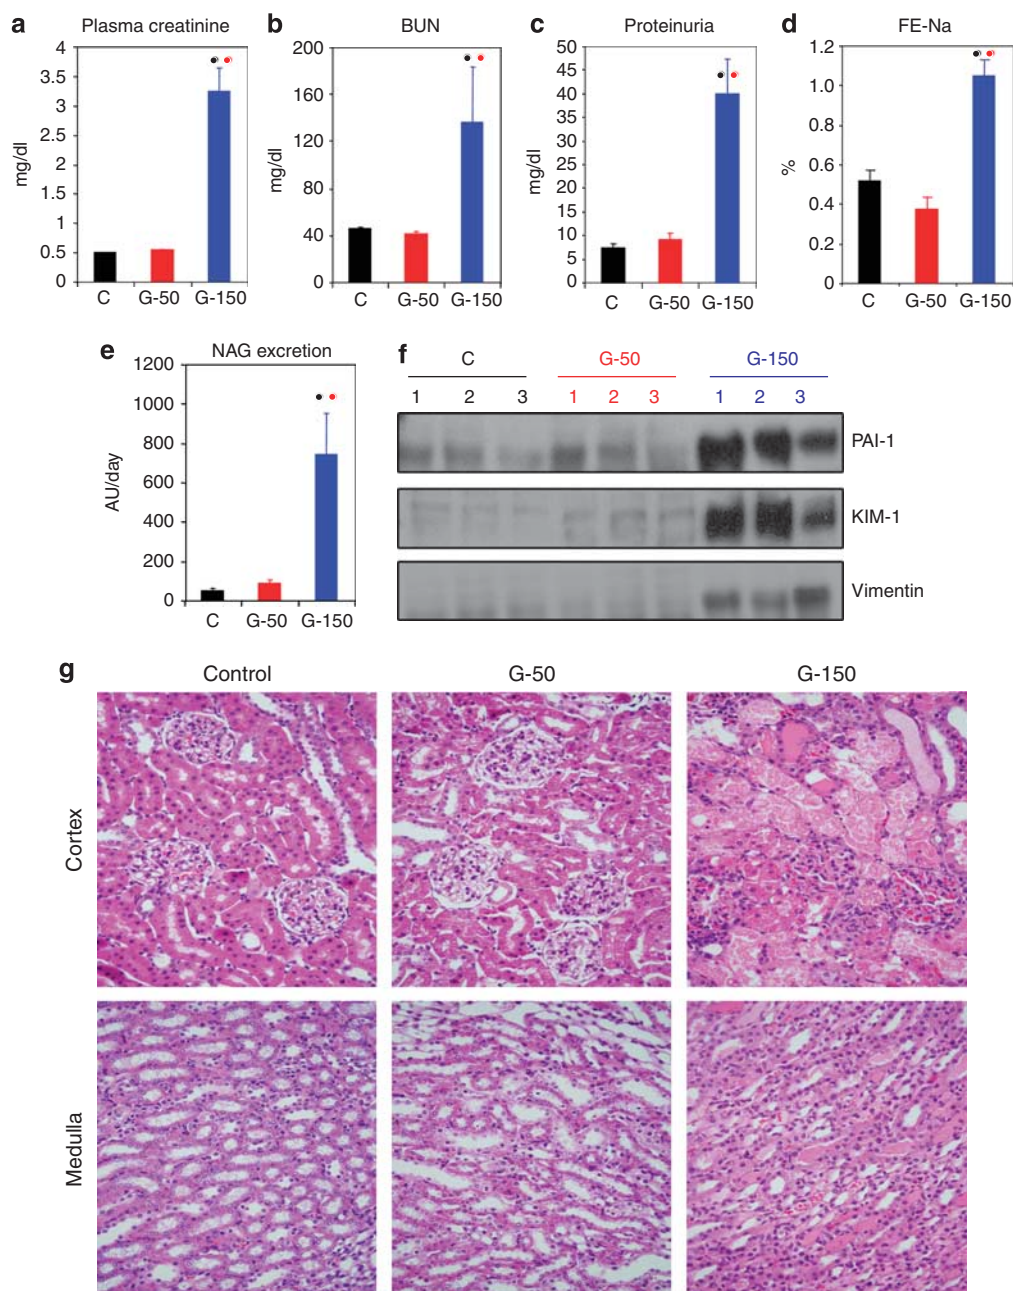 a Plasma creatinine
4
3.5
3
2.5
2
1.5
1
0.5
0
mg/dl
C G-50 G-150
b BUN
200
160
120
80
40
0
mg/dl
C G-50 G-150
c Proteinuria
50
45
40
35
30
25
20
15
10
5
0
mg/dl
C G-50 G-150
d FE-Na
1.2
1.0
0.8
0.6
0.4
0.2
0
%
C G-50 G-150
e NAG excretion
1200
1000
800
600
400
200
0
AU/day
C G-50 G-150
f C G-50 G-150
1 2 3 1 2 3 1 2 3
PAI-1
KIM-1
Vimentin
g Control G-50 G-150
Cortex
Medulla